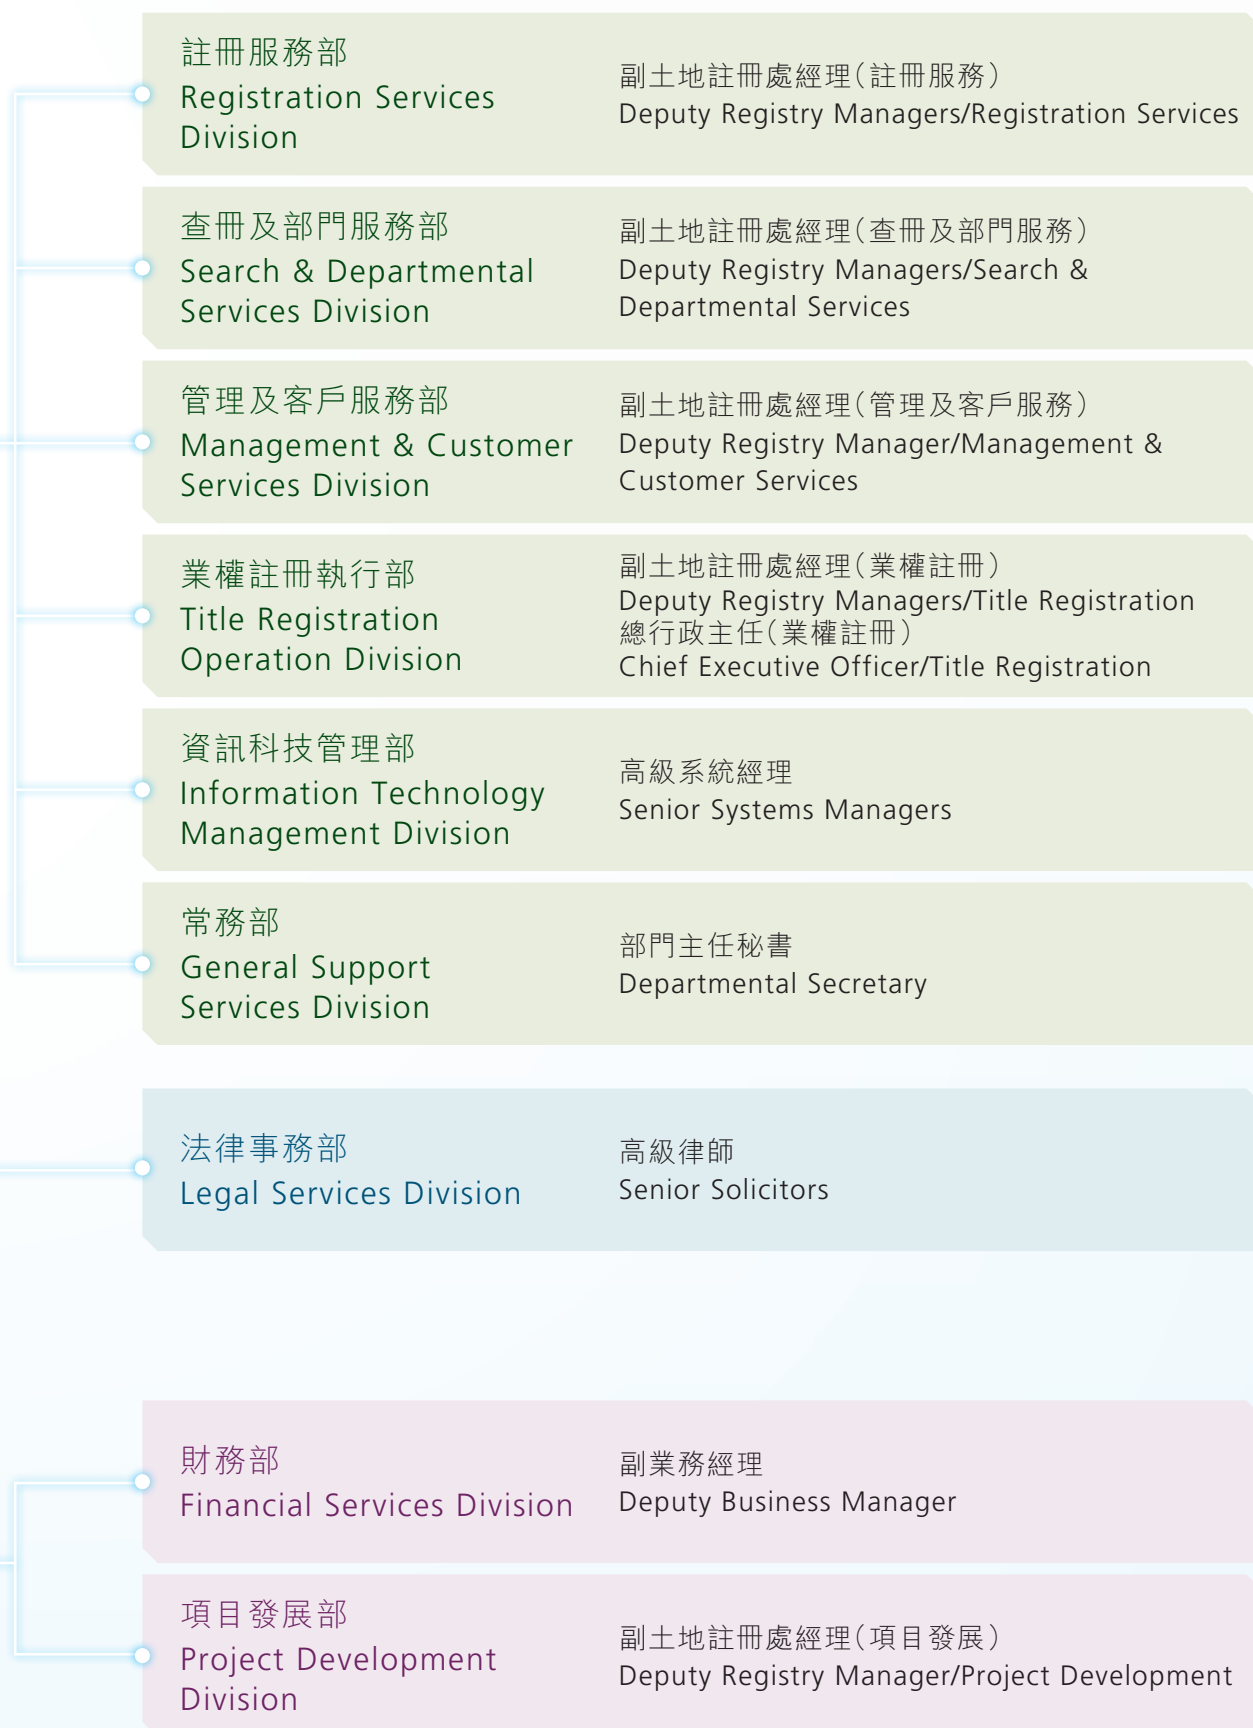 註冊服務部
Registration Services
Division
副土地註冊處經理(註冊服務)
Deputy Registry Managers/Registration Services
查冊及部門服務部
Search & Departmental
Services Division
副土地註冊處經理(查冊及部門服務)
Deputy Registry Managers/Search &
Departmental Services
管理及客戶服務部
Management & Customer
Services Division
副土地註冊處經理(管理及客戶服務)
Deputy Registry Manager/Management &
Customer Services
業權註冊執行部
Title Registration
Operation Division
副土地註冊處經理(業權註冊)
Deputy Registry Managers/Title Registration
總行政主任(業權註冊)
Chief Executive Officer/Title Registration
資訊科技管理部
Information Technology
Management Division
高級系統經理
Senior Systems Managers
常務部
General Support
Services Division
部門主任秘書
Departmental Secretary
法律事務部
Legal Services Division
高級律師
Senior Solicitors
財務部
Financial Services Division
副業務經理
Deputy Business Manager
項目發展部
Project Development
Division
副土地註冊處經理(項目發展)
Deputy Registry Manager/Project Development